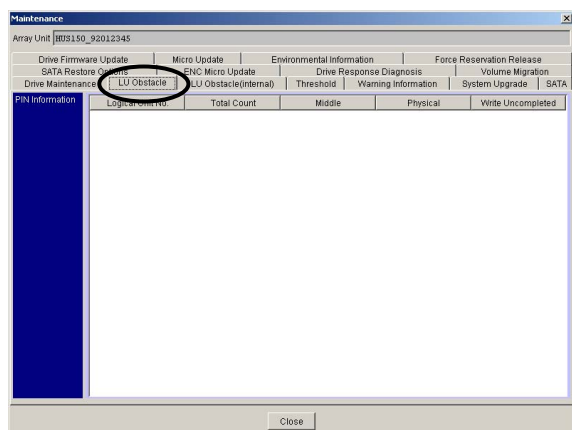 Maintenance
Array Unit HUS150_92012345
Drive Firmware Update Micro Update Environmental Information Force Reservation Release
SATA Restore Options ENC Micro Update Drive Response Diagnosis Volume Migration
Drive Maintenance LU Obstacle LU Obstacle(internal) Threshold Warning Information System Upgrade SATA
PIN Information Logical Unit No. Total Count Middle Physical Write Uncompleted
Close